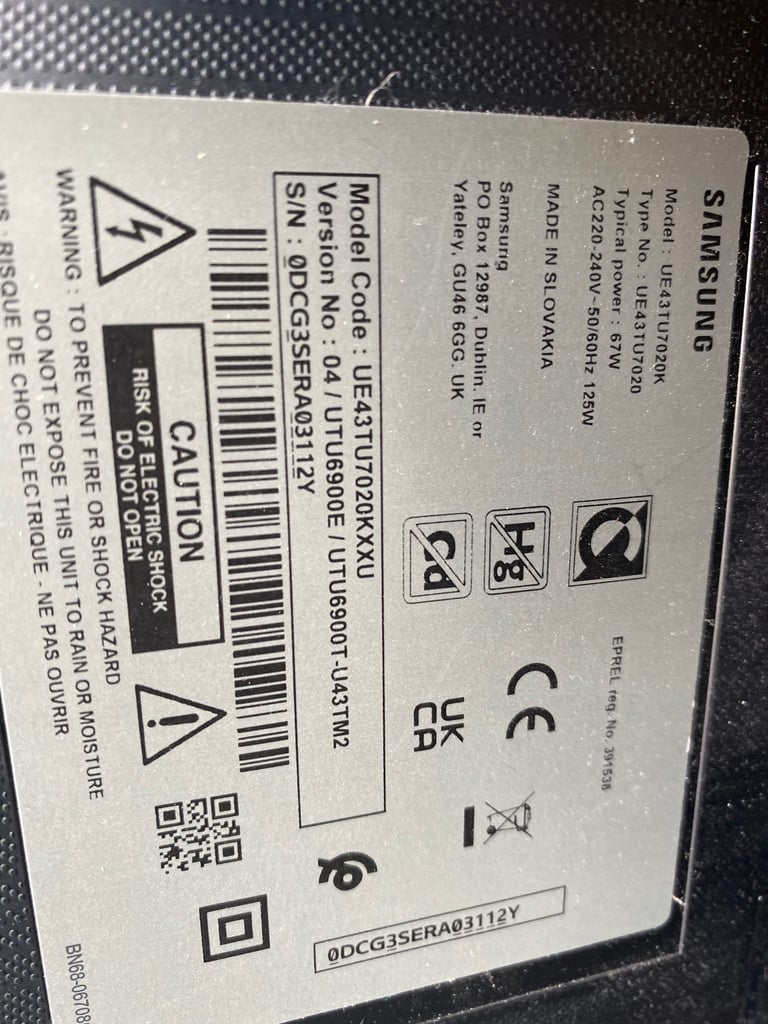 SAMSUNG
Model : UE43TU7020K
Type No. : UE43TU7020
Typical power : 67W
AC220-240V~50/60Hz 125W
EPREL reg. No. 391538
MADE IN SLOVAKIA
Samsung
PO Box 12987, Dublin. IE or
Yateley, GU46 6GG. UK
Hg
Cd
CE
UK
CA
Model Code : UE43TU7020KXXU
Version No : 04 / UTU6900E / UTU6900T-U43TM2
S/N : 0DCG3SERA03112Y
0DCG3SERA03112Y
CAUTION
RISK OF ELECTRIC SHOCK
DO NOT OPEN
WARNING : TO PREVENT FIRE OR SHOCK HAZARD
DO NOT EXPOSE THIS UNIT TO RAIN OR MOISTURE
AVIS : RISQUE DE CHOC ELECTRIQUE - NE PAS OUVRIR